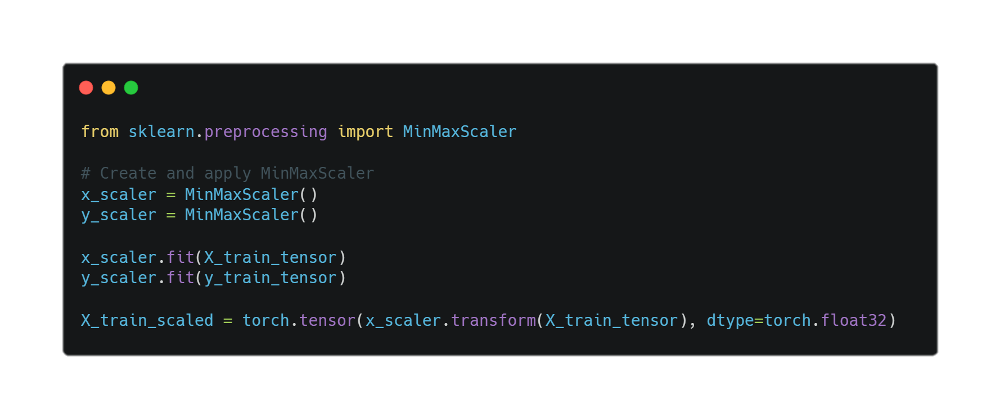 from sklearn.preprocessing import MinMaxScaler
# Create and apply MinMaxScaler
x_scaler = MinMaxScaler()
y_scaler = MinMaxScaler()
x_scaler.fit(X_train_tensor)
y_scaler.fit(y_train_tensor)
X_train_scaled = torch.tensor(x_scaler.transform(X_train_tensor), dtype=torch.float32)